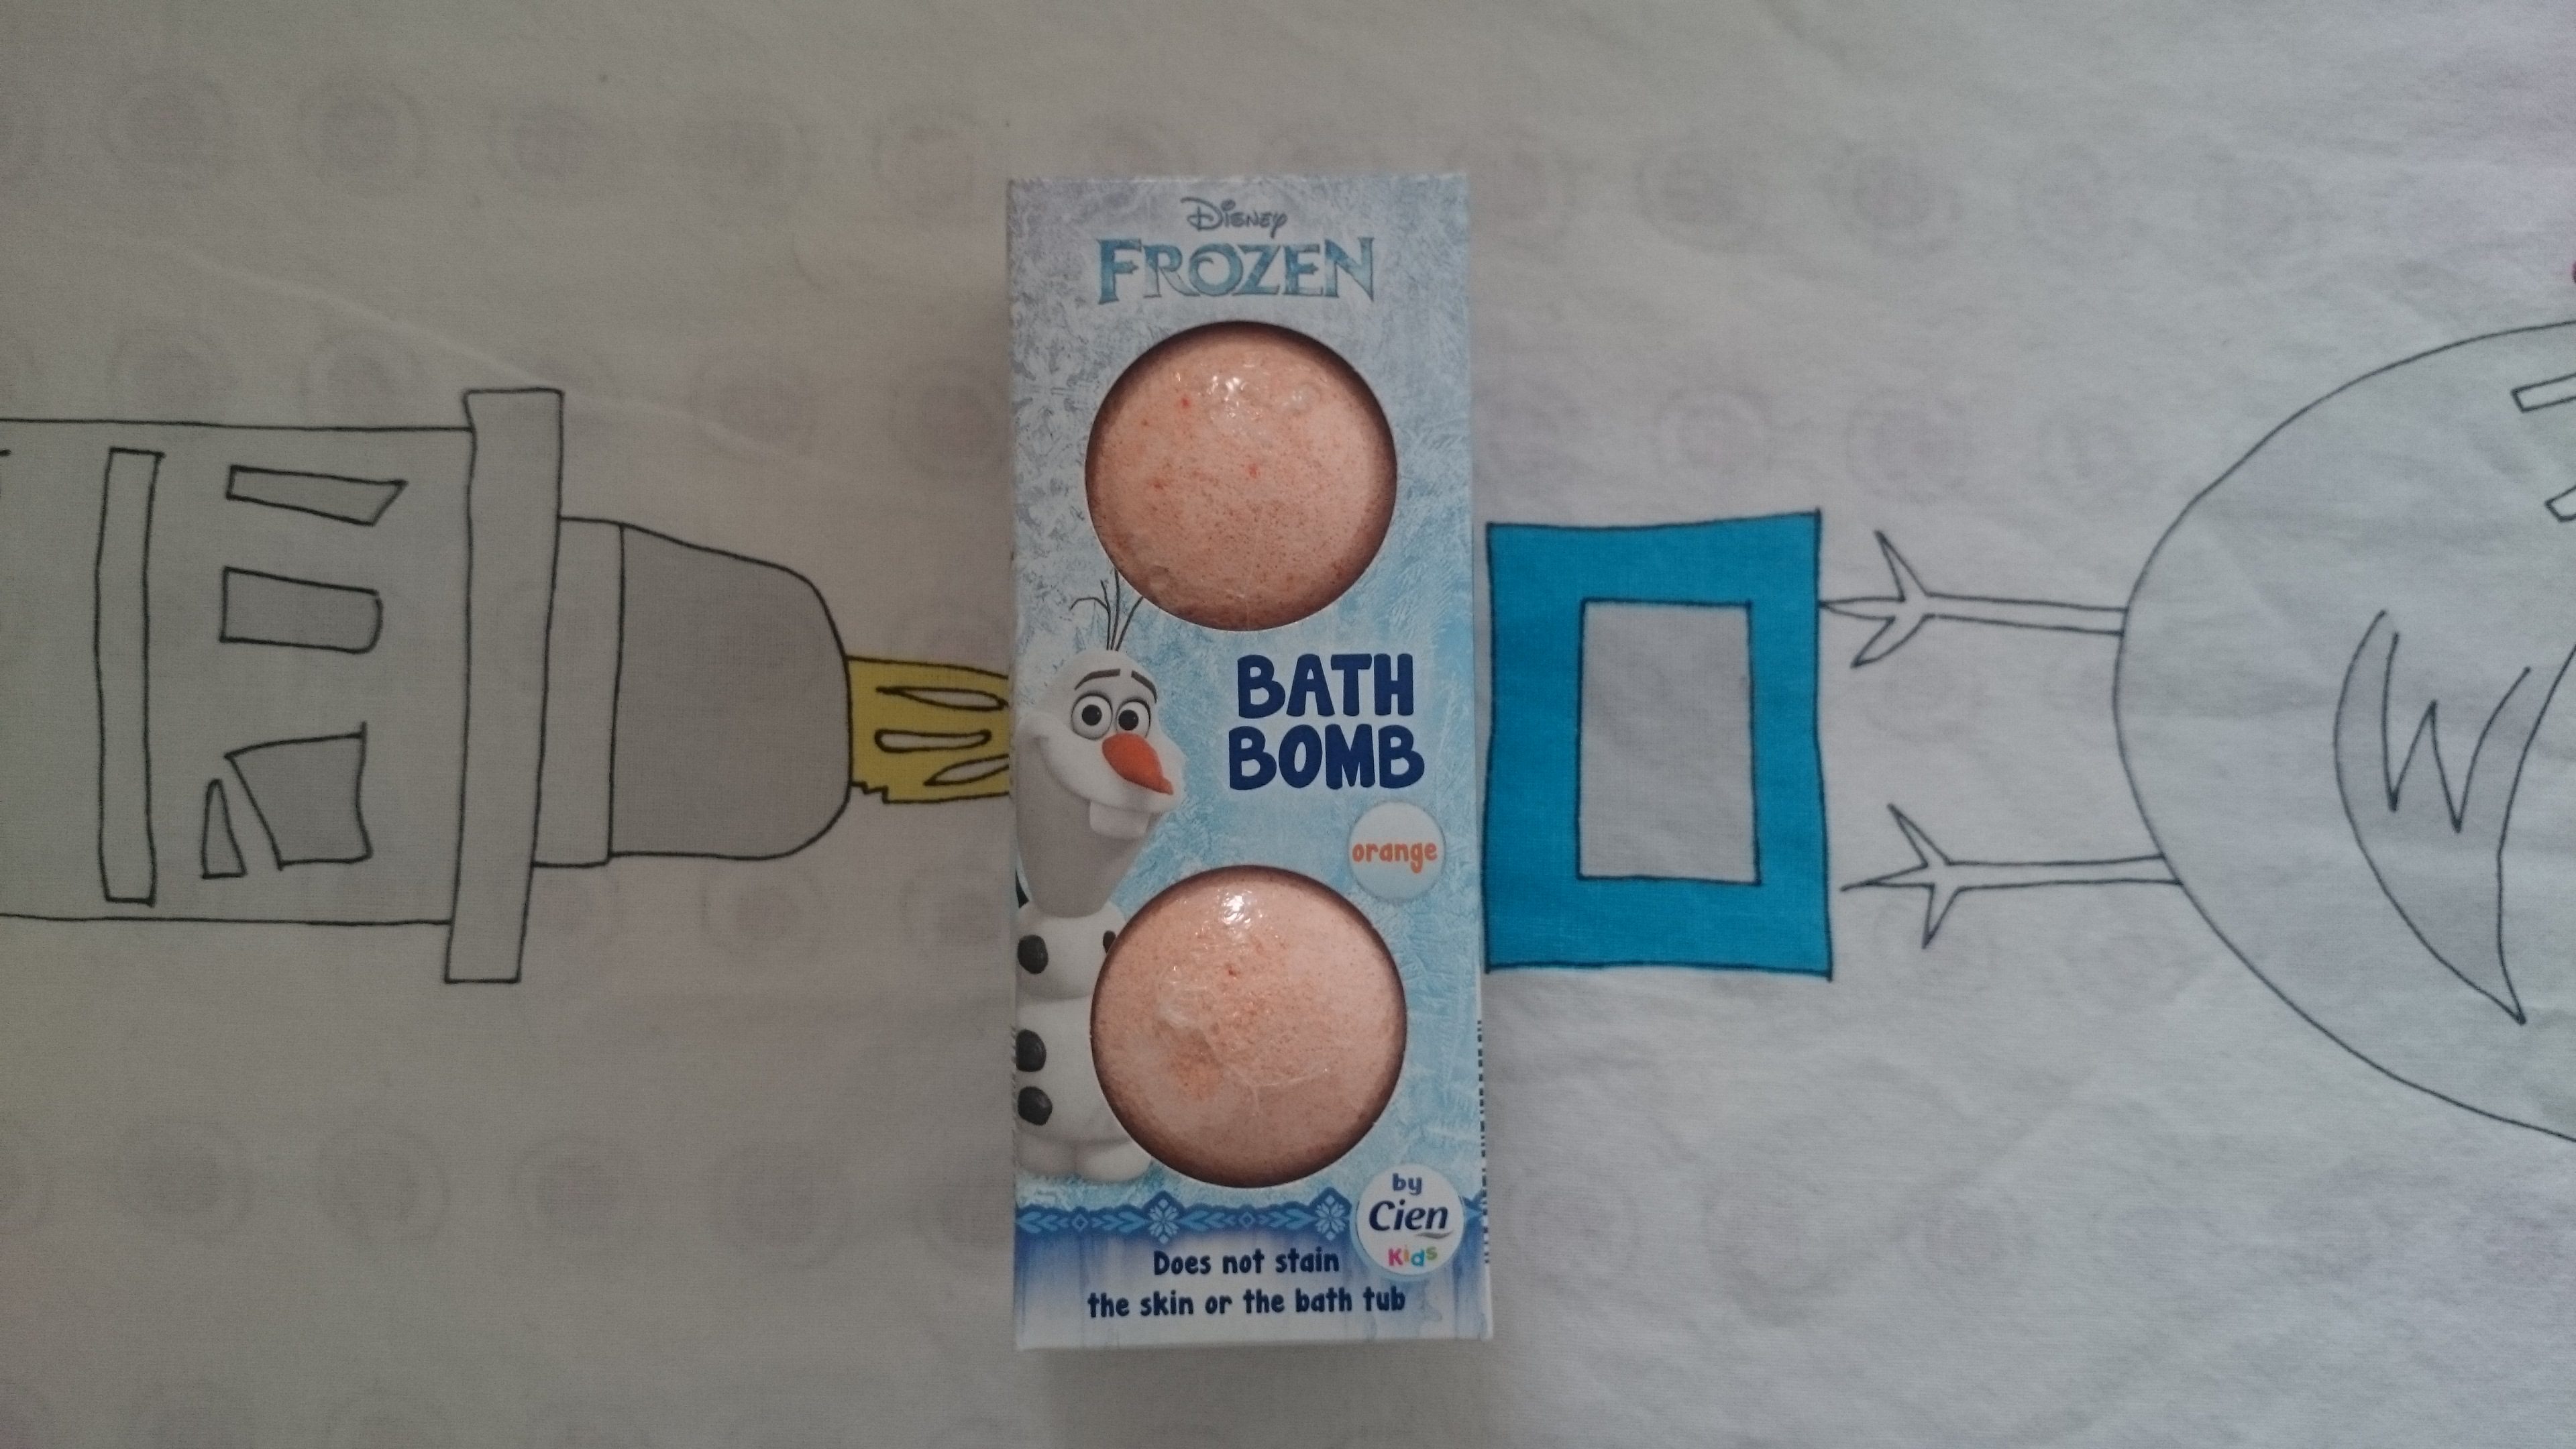 Disney
FROZEN
BATH
BOMB
orange
by
Cien
Kids
Does not stain
the skin or the bath tub